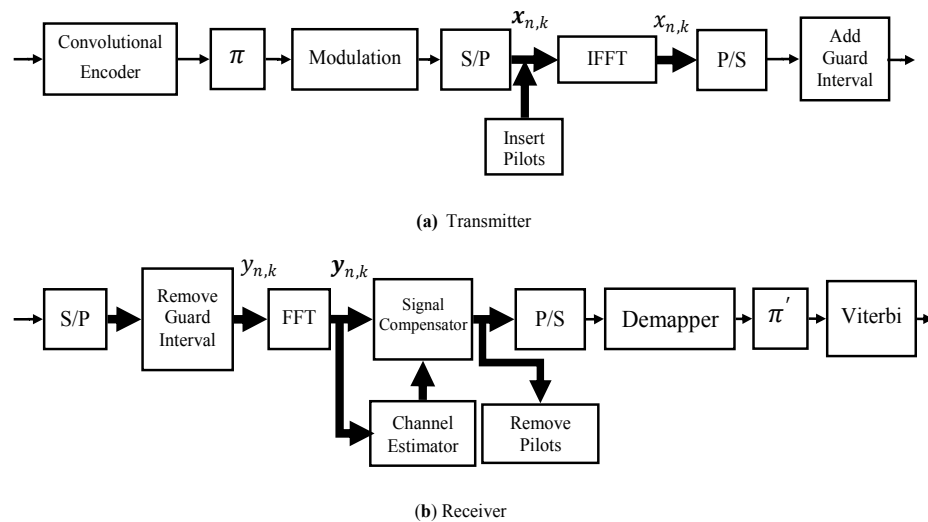 Convolutional
Encoder
π
Modulation
S/P
x_{n,k}
IFFT
x_{n,k}
P/S
Add
Guard
Interval
Insert
Pilots
(a) Transmitter
S/P
Remove
Guard
Interval
y_{n,k}
FFT
y_{n,k}
Signal
Compensator
P/S
Demapper
π′
Viterbi
Channel
Estimator
Remove
Pilots
(b) Receiver